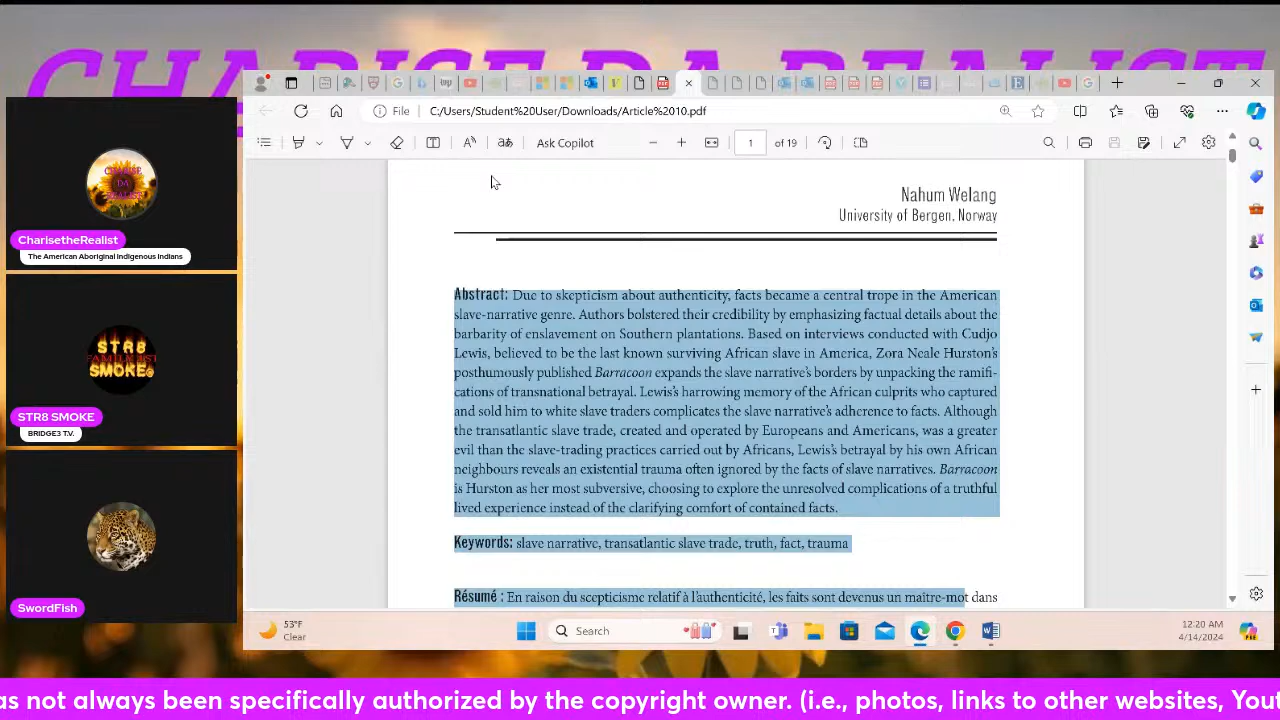 CHARISE DA REALIST
File
C:/Users/Student%20User/Downloads/Article%2010.pdf
Ask Copilot
1
of 19
Nahum Welang
University of Bergen, Norway
Abstract: Due to skepticism about authenticity, facts became a central trope in the American
slave-narrative genre. Authors bolstered their credibility by emphasizing factual details about the
barbarity of enslavement on Southern plantations. Based on interviews conducted with Cudjo
Lewis, believed to be the last known surviving African slave in America, Zora Neale Hurston's
posthumously published Barracoon expands the slave narrative's borders by unpacking the ramifi-
cations of transnational betrayal. Lewis's harrowing memory of the African culprits who captured
and sold him to white slave traders complicates the slave narrative's adherence to facts. Although
the transatlantic slave trade, created and operated by Europeans and Americans, was a greater
evil than the slave-trading practices carried out by Africans, Lewis's betrayal by his own African
neighbours reveals an existential trauma often ignored by the facts of slave narratives. Barracoon
is Hurston as her most subversive, choosing to explore the unresolved complications of a truthful
lived experience instead of the clarifying comfort of contained facts.
Keywords: slave narrative, transatlantic slave trade, truth, fact, trauma
Résumé : En raison du scepticisme relatif à l'authenticité, les faits sont devenus un maître-mot dans
CHARISE
DA
REALIST
CharisetheRealist
The American Aboriginal Indigenous Indians
STR8
FAMILICIST
SMOKE
STR8 SMOKE
BRIDGE3 T.V.
SwordFish
53°F
Clear
Search
12:20 AM
4/14/2024
as not always been specifically authorized by the copyright owner. (i.e., photos, links to other websites, Yout